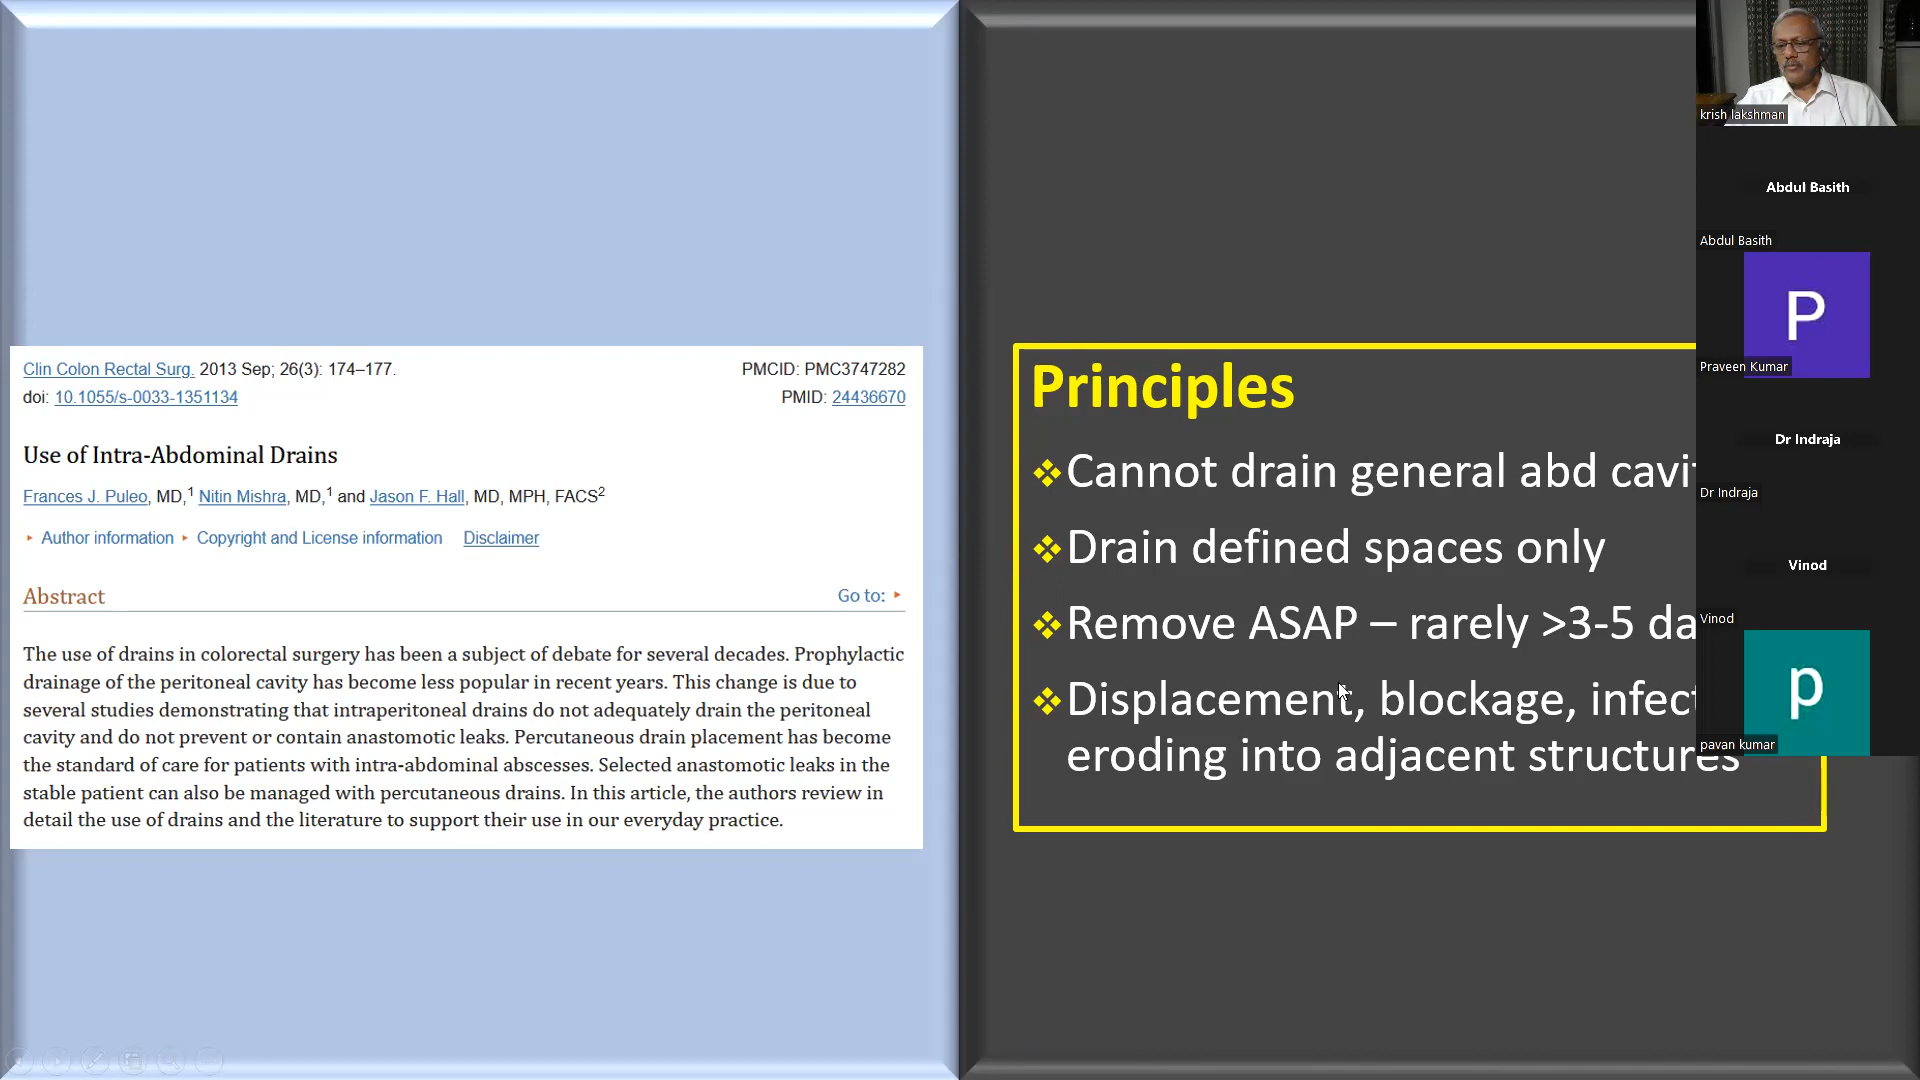 Clin Colon Rectal Surg. 2013 Sep; 26(3): 174–177.
PMCID: PMC3747282
doi: 10.1055/s-0033-1351134
PMID: 24436670
Use of Intra-Abdominal Drains
Frances J. Puleo, MD,1 Nitin Mishra, MD,1 and Jason F. Hall, MD, MPH, FACS2
Author information Copyright and License information Disclaimer
Abstract
Go to:
The use of drains in colorectal surgery has been a subject of debate for several decades. Prophylactic
drainage of the peritoneal cavity has become less popular in recent years. This change is due to
several studies demonstrating that intraperitoneal drains do not adequately drain the peritoneal
cavity and do not prevent or contain anastomotic leaks. Percutaneous drain placement has become
the standard of care for patients with intra-abdominal abscesses. Selected anastomotic leaks in the
stable patient can also be managed with percutaneous drains. In this article, the authors review in
detail the use of drains and the literature to support their use in our everyday practice.
Principles
Cannot drain general abd
Drain defined spaces only
Remove ASAP – rarely >3-5
Displacement, blockage,
eroding into adjacent structures
krish lakshman
Abdul Basith
Abdul Basith
P
Praveen Kumar
Dr Indraja
Dr Indraja
Vinod
Vinod
p
pavan kumar